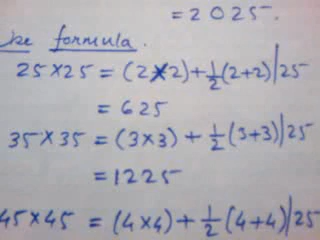 =2025.
be formula.
25×25 = (2×2)+½(2+2)|25
= 625
35×35 = (3×3) + ½(3+3)|25
= 1225
45×45 = (4×4)+½(4+4)|25